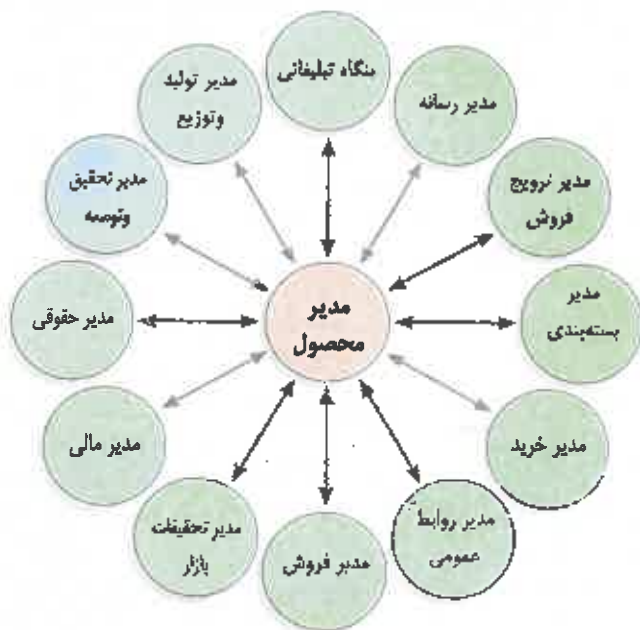 بنگاه تبلیغاتی
مدیر رسانه
مدیر ترویج
فروش
مدیر
بسته‌بندی
مدیر خرید
مدیر روابط
عمومی
مدیر فروش
مدیر تحقیقات
بازار
مدیر مالی
مدیر حقوقی
مدیر تحقیق
وتوسعه
مدیر تولید
وتوزیع
مدیر
محصول